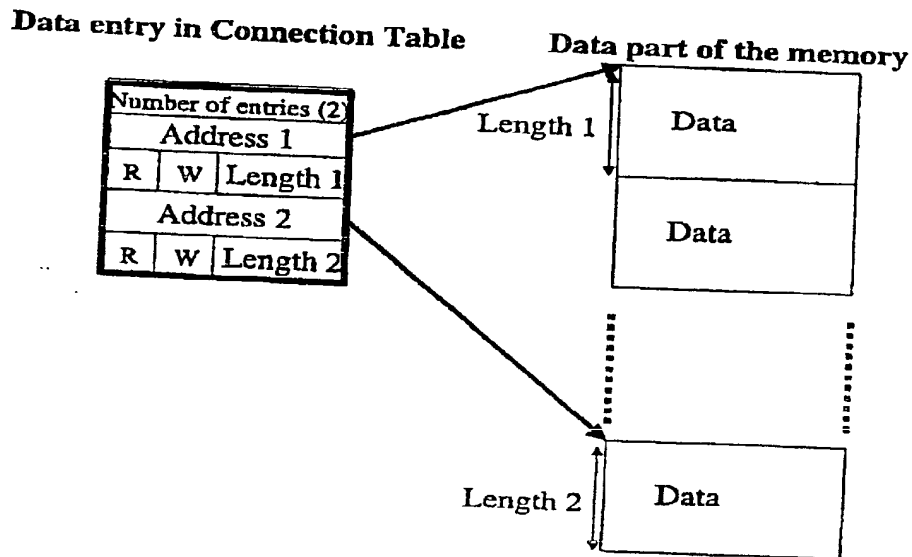 Data entry in Connection Table
Data part of the memory
Number of entries (2)
Address 1
R W Length 1
Address 2
R W Length 2
Length 1
Data
Data
Length 2
Data